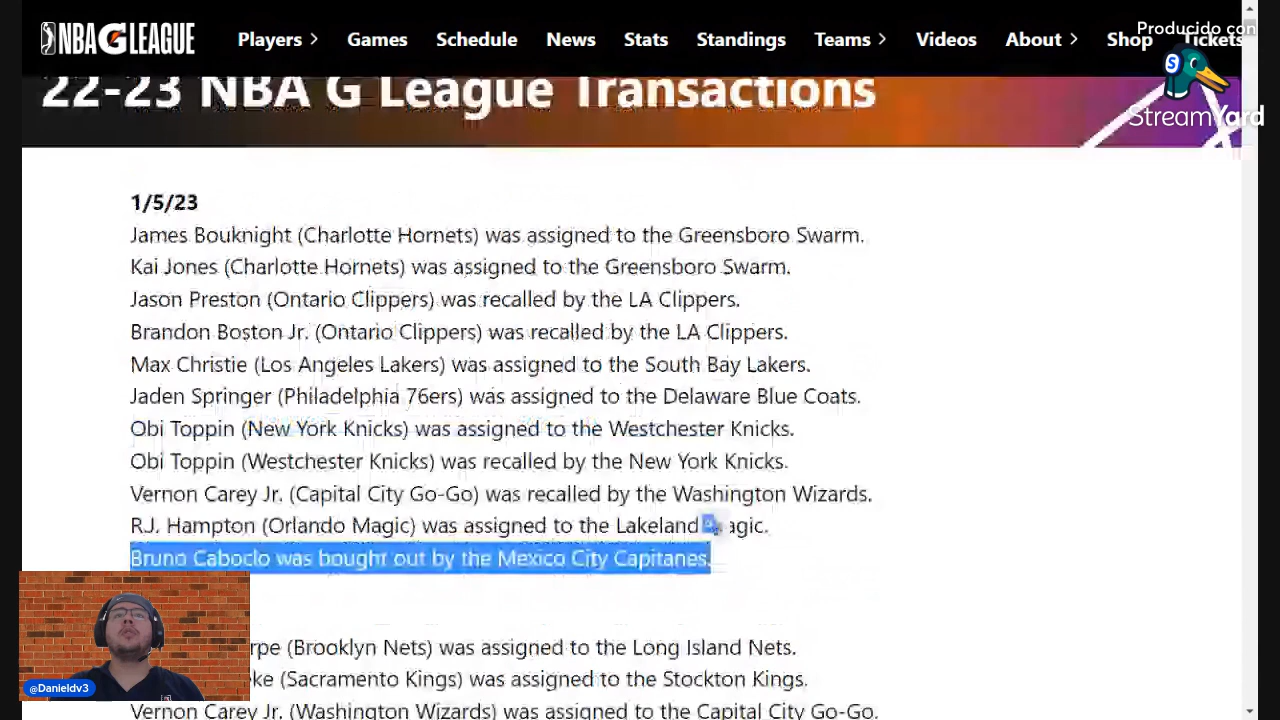 NBA G LEAGUE
Players Games Schedule News Stats Standings Teams Videos About Shop Tickets
Producido con
StreamYard
22-23 NBA G League Transactions
1/5/23
James Bouknight (Charlotte Hornets) was assigned to the Greensboro Swarm.
Kai Jones (Charlotte Hornets) was assigned to the Greensboro Swarm.
Jason Preston (Ontario Clippers) was recalled by the LA Clippers.
Brandon Boston Jr. (Ontario Clippers) was recalled by the LA Clippers.
Max Christie (Los Angeles Lakers) was assigned to the South Bay Lakers.
Jaden Springer (Philadelphia 76ers) was assigned to the Delaware Blue Coats.
Obi Toppin (New York Knicks) was assigned to the Westchester Knicks.
Obi Toppin (Westchester Knicks) was recalled by the New York Knicks.
Vernon Carey Jr. (Capital City Go-Go) was recalled by the Washington Wizards.
R.J. Hampton (Orlando Magic) was assigned to the Lakeland agic.
Bruno Caboclo was bought out by the Mexico City Capitanes.
rpe (Brooklyn Nets) was assigned to the Long Island Nets.
ke (Sacramento Kings) was assigned to the Stockton Kings.
Vernon Carey Jr. (Washington Wizards) was assigned to the Capital City Go-Go.
@Danieldv3